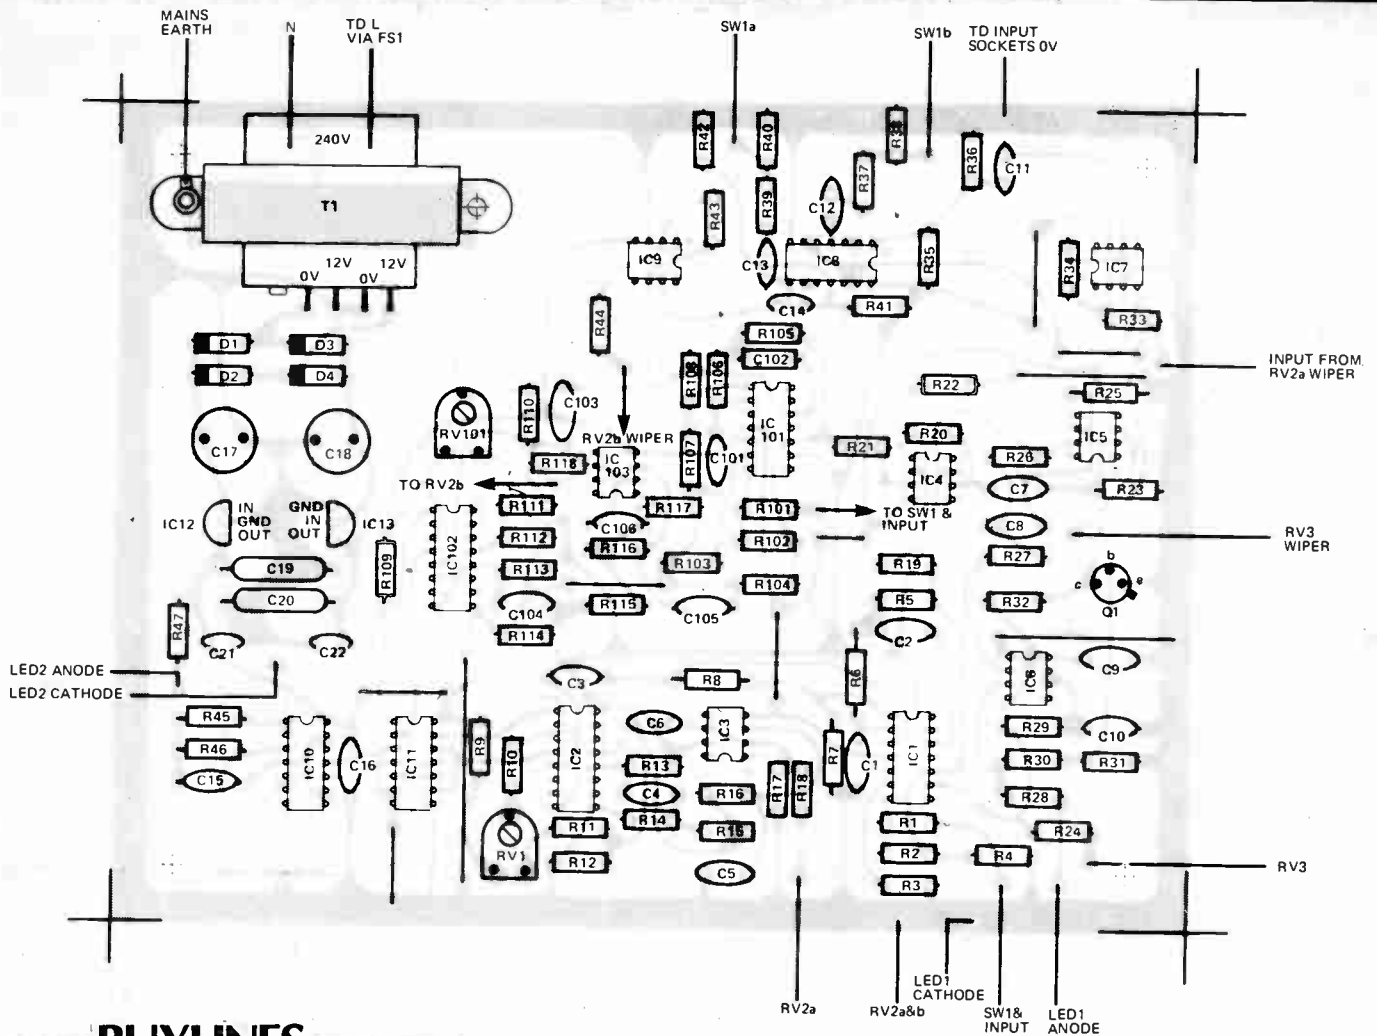 MAINS
EARTH
N
TD L
VIA FS1
SW1a
SW1b
TD INPUT
SOCKETS 0V
240V
T1
0V
12V
0V
12V
R42
R40
R38
R36
C11
R37
R39
C12
R43
IC9
C13
IC8
R35
R34
IC7
C14
R41
R33
R44
R105
C102
D1
D3
D2
D4
R108
R106
R22
INPUT FROM
RV2a WIPER
R25
C17
C18
RV101
R110
C103
RV2b WIPER
R107
C101
IC
101
R21
R20
IC5
R118
IC
103
IC4
R26
C7
R23
TO RV2b
R111
R117
R101
TO SW1 &
INPUT
IC12
IN
GND
OUT
GND
IN
OUT
IC13
IC102
R112
C106
R116
R102
C8
RV3
WIPER
R109
R113
R103
R104
R19
R27
b
c
e
Q1
C19
C20
C104
R115
C105
R5
R32
R47
C21
C22
R114
C2
LED2 ANODE
LED2 CATHODE
C3
R8
R6
IC6
C9
R45
R46
C15
IC10
C16
IC11
R9
R10
IC2
C6
IC3
R7
C1
IC1
R29
C10
R13
R30
R31
C4
R16
R17
R18
R28
R14
R15
RV1
R11
R12
R1
R24
R2
R4
C5
R3
RV3
RV2a
RV2a&b
LED1
CATHODE
SW1&
INPUT
LED1
ANODE
BUYLINES